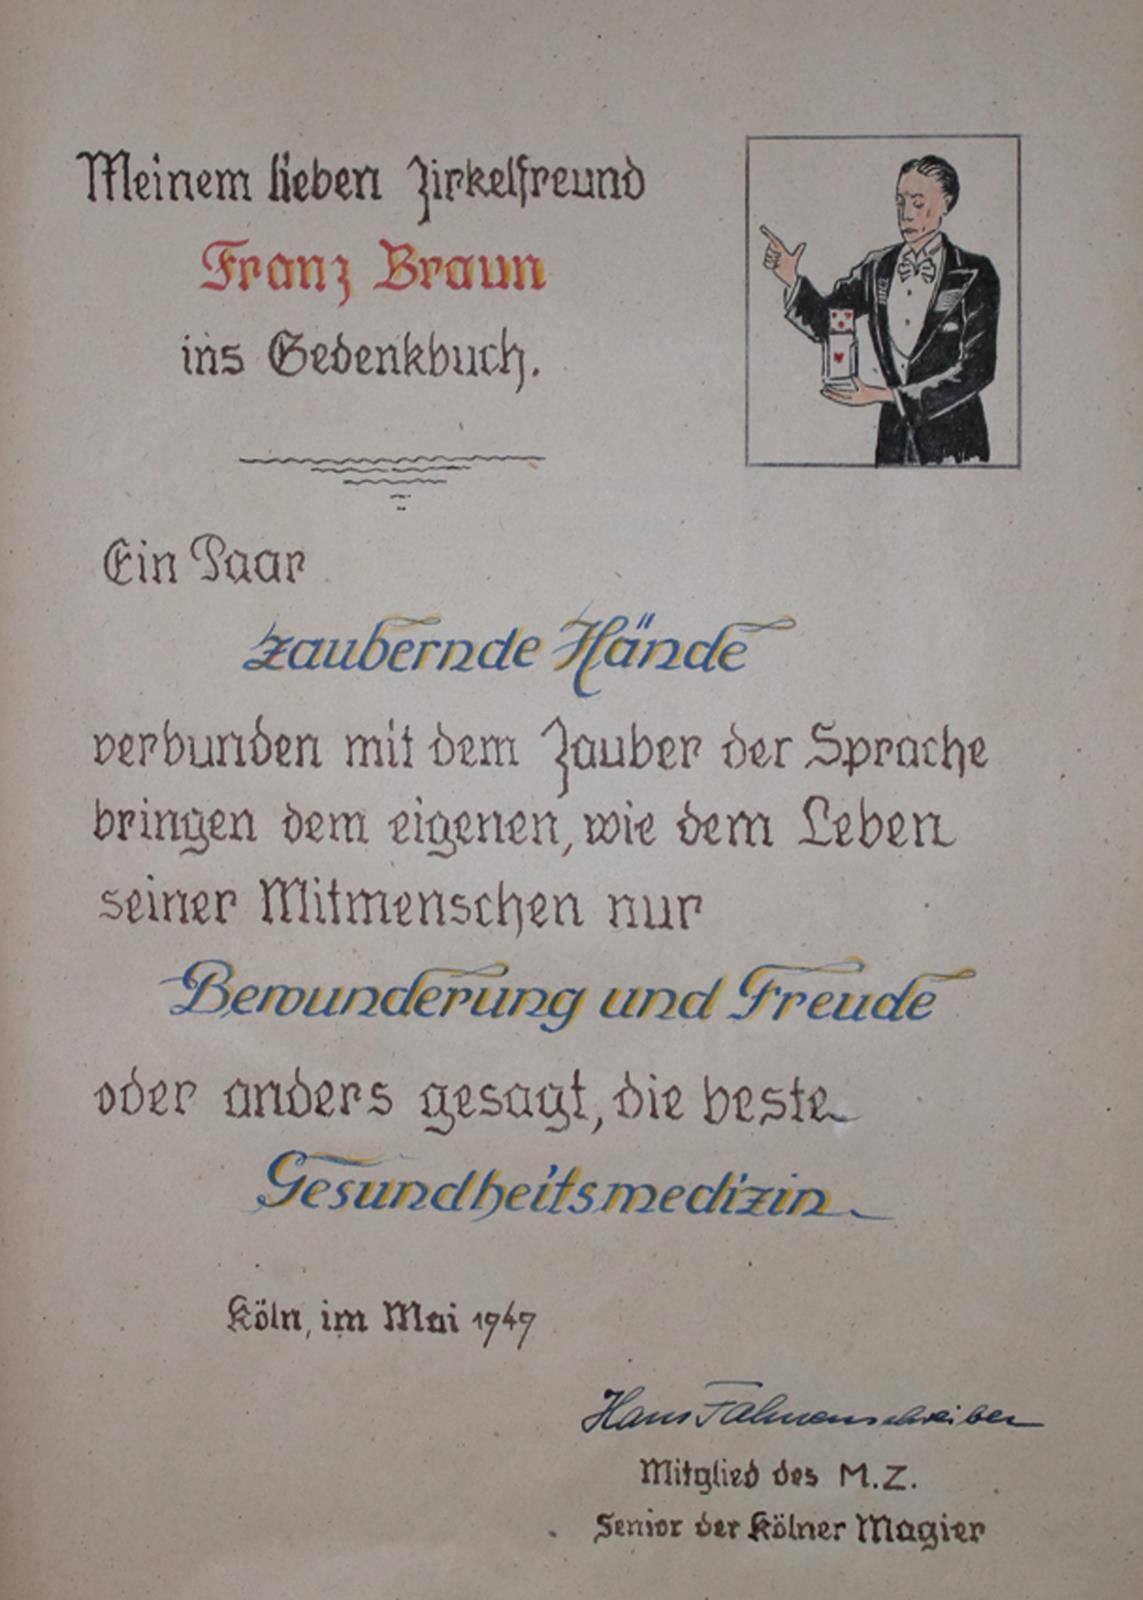 Meinem lieben Zirkelfreund
Franz Braun
ins Gedenkbuch.
Ein Paar
zaubernde Hände
verbunden mit dem Zauber der Sprache
bringen dem eigenen, wie dem Leben
seiner Mitmenschen nur
Bewunderung und Freude
oder anders gesagt, die beste
Gesundheitsmedizin
Köln, im Mai 1949
Hans
Mitglied des M.Z.
Senior der Kölner Magier